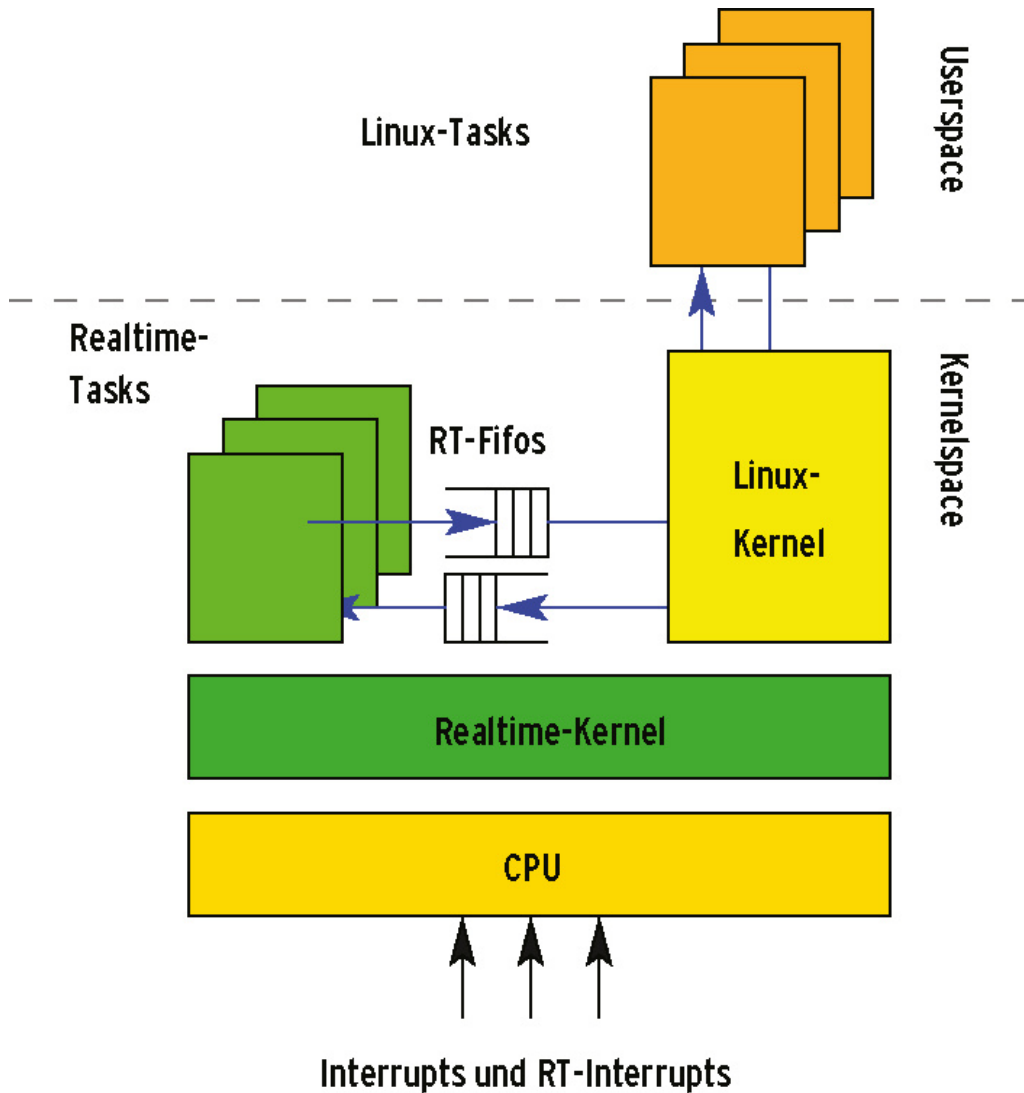 Linux-Tasks
Userspace
Realtime-
Tasks
RT-Fifos
Linux-
Kernel
Kernelspace
Realtime-Kernel
CPU
Interrupts und RT-Interrupts